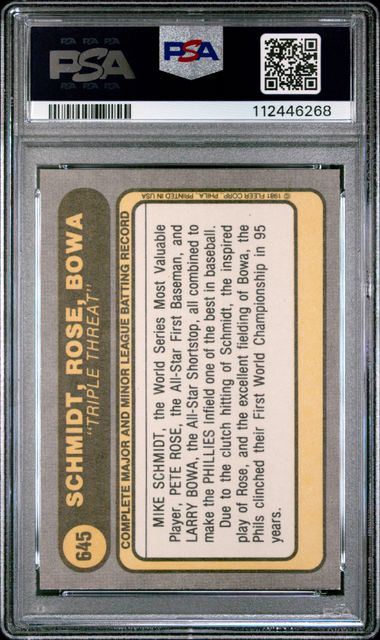 PSA
PSA
112446268
645
SCHMIDT, ROSE, BOWA
"TRIPLE THREAT"
COMPLETE MAJOR AND MINOR LEAGUE BATTING RECORD
MIKE SCHMIDT, the World Series Most Valuable
Player, PETE ROSE, the All-Star First Baseman, and
LARRY BOWA, the All-Star Shortstop, all combined to
make the PHILLIES infield one of the best in baseball.
Due to the clutch hitting of Schmidt, the inspired
play of Rose, and the excellent fielding of Bowa, the
Phils clinched their First World Championship in 95
years.
© 1981 FLEER CORP. PHILA. PRINTED IN USA